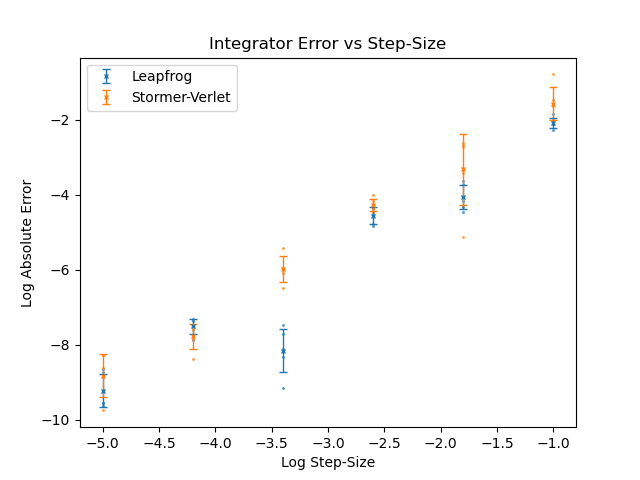 Integrator Error vs Step-Size
Leapfrog
Stormer-Verlet
Log Absolute Error
−2
−4
−6
−8
−10
−5.0 −4.5 −4.0 −3.5 −3.0 −2.5 −2.0 −1.5 −1.0
Log Step-Size